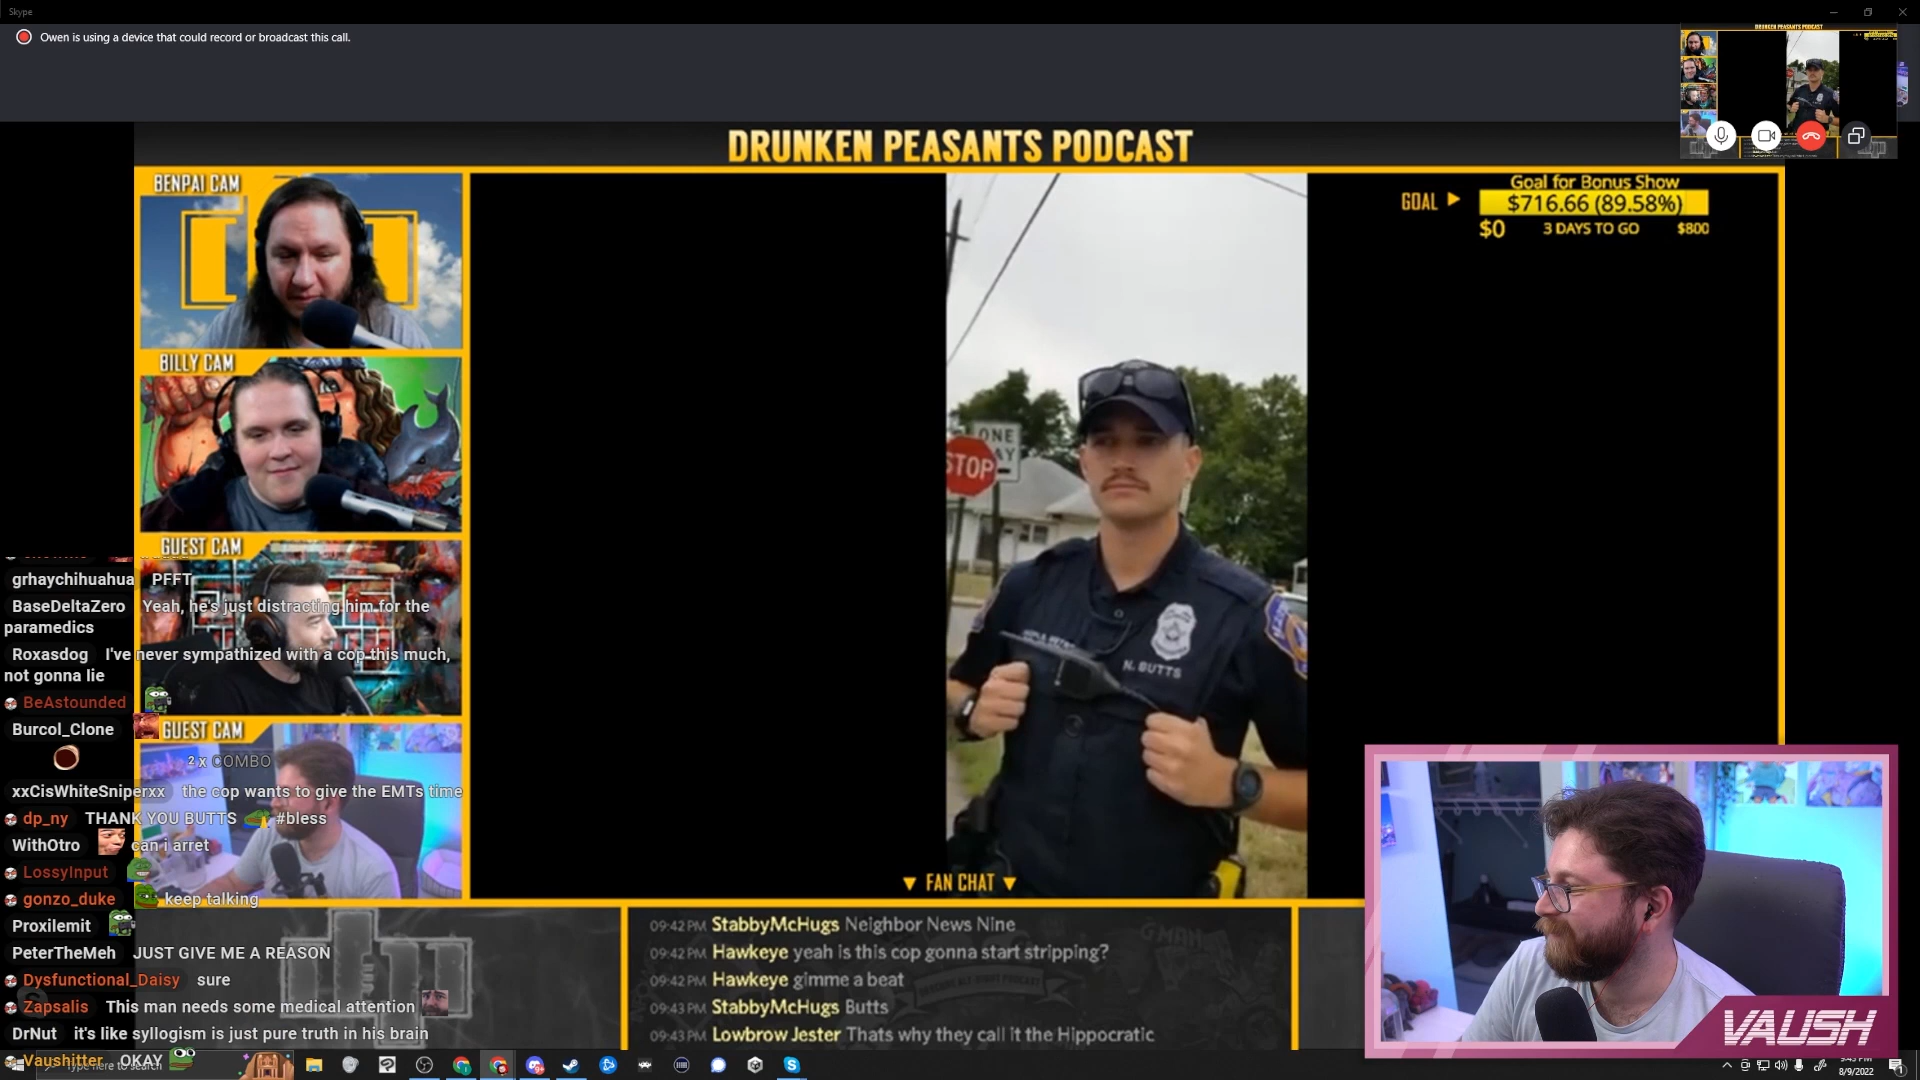 Skype
Owen is using a device that could record or broadcast this call.
DRUNKEN PEASANTS PODCAST
BENPAI CAM
BILLY CAM
GUEST CAM
GUEST CAM
GOAL
Goal for Bonus Show
$716.66 (89.58%)
$0 3 DAYS TO GO $800
ONE
STOP
N. BUTTS
grhaychihuahua PFFT
BaseDeltaZero Yeah, he's just distracting him for the
paramedics
Roxasdog I've never sympathized with a cop this much,
not gonna lie
BeAstounded
Burcol_Clone
2 x COMBO
xxCisWhiteSniperxx the cop wants to give the EMTs time
dp_ny THANK YOU BUTTS #bless
WithOtro can i arret
LossyInput
gonzo_duke keep talking
Proxilemit
PeterTheMeh JUST GIVE ME A REASON
Dysfunctional_Daisy sure
Zapsalis This man needs some medical attention
DrNut it's like syllogism is just pure truth in his brain
Vaushitter OKAY
▼ FAN CHAT ▼
09:42 PM StabbyMcHugs Neighbor News Nine
09:42 PM Hawkeye yeah is this cop gonna start stripping?
09:42 PM Hawkeye gimme a beat
09:43 PM StabbyMcHugs Butts
09:43 PM Lowbrow Jester Thats why they call it the Hippocratic
VAUSH
Type here to search
9:43 PM
8/9/2022